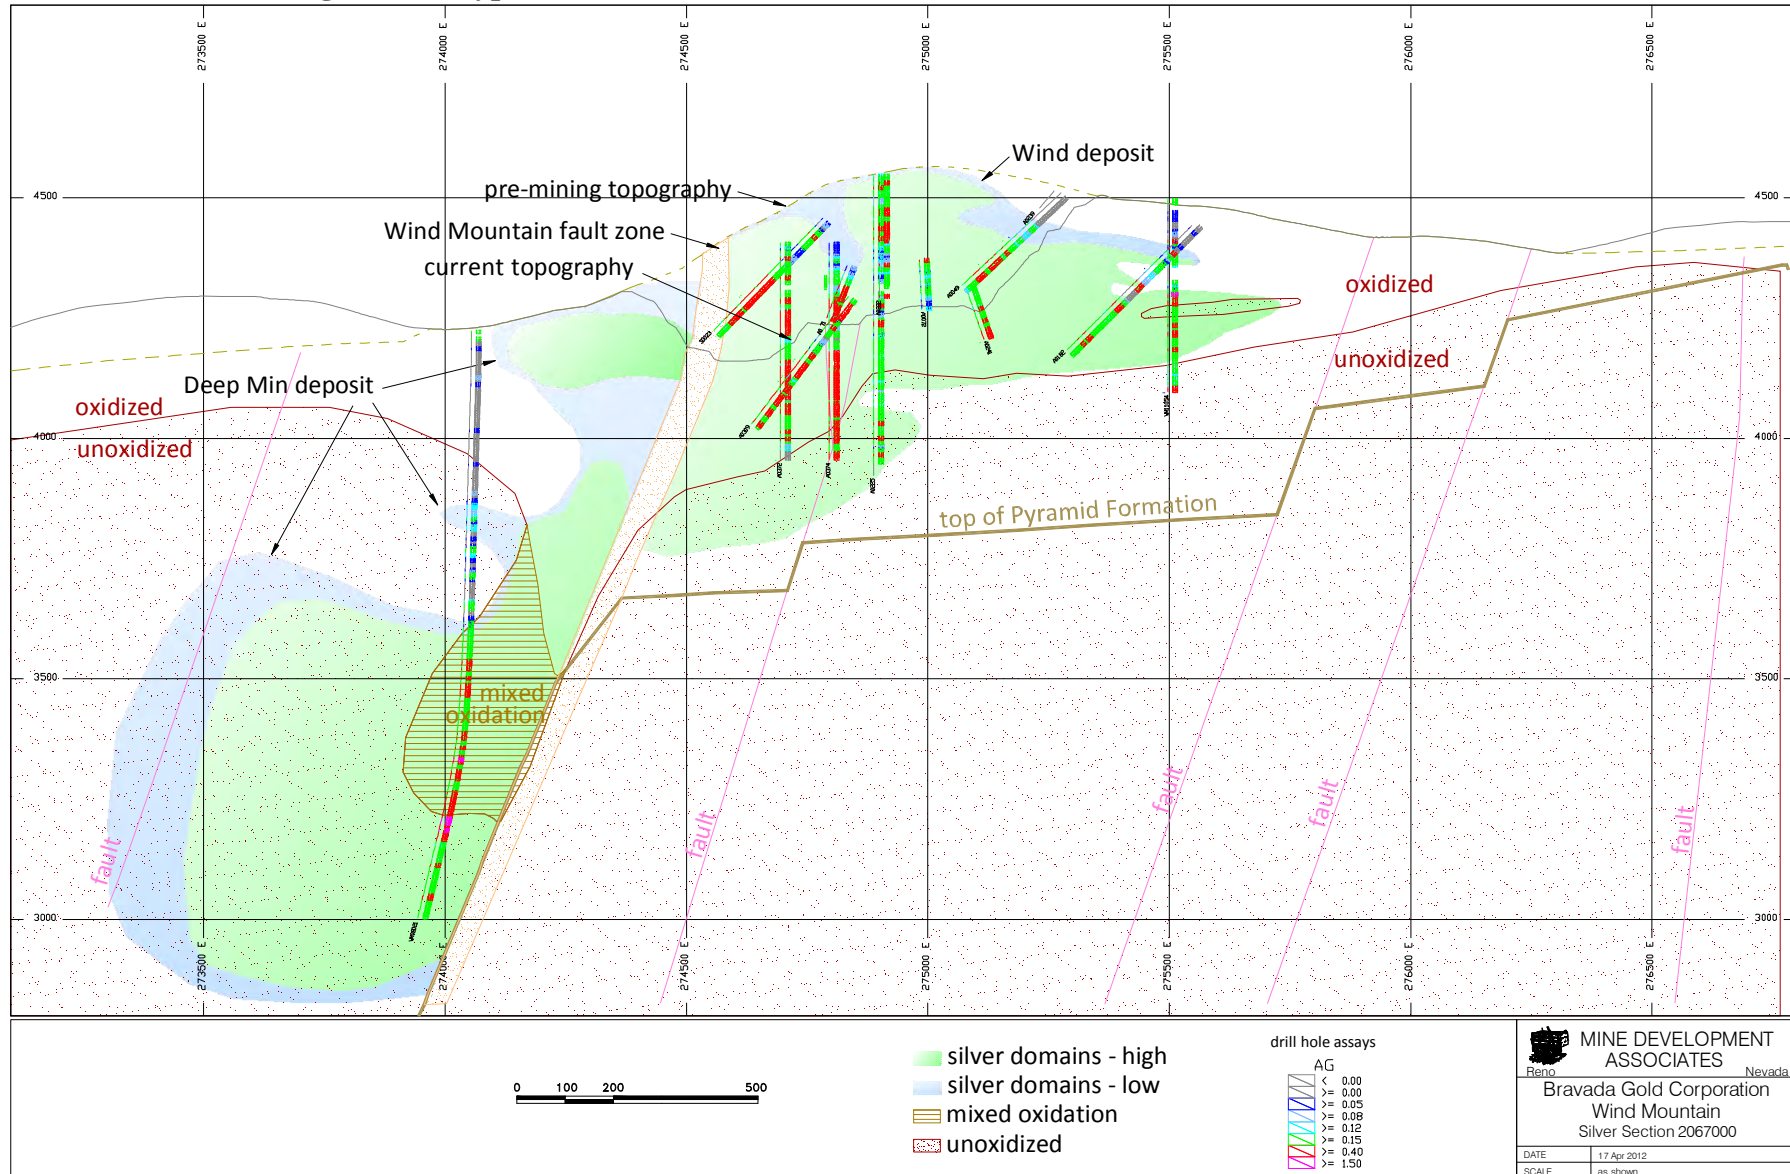 273500 E
274000 E
274500 E
275000 E
275500 E
276000 E
276500 E
Wind deposit
pre-mining topography
4500
4500
Wind Mountain fault zone
current topography
oxidized
unoxidized
Deep Min deposit
oxidized
unoxidized
4000
4000
top of Pyramid Formation
3500
3500
mixed
oxidation
fault
fault
fault
fault
fault
3000
3000
273500 E
274000 E
274500 E
275000 E
275500 E
276000 E
276500 E
0 100 200 500
silver domains - high
silver domains - low
mixed oxidation
unoxidized
drill hole assays
AG
< 0.00
>= 0.00
>= 0.05
>= 0.08
>= 0.12
>= 0.15
>= 0.40
>= 1.50
MINE DEVELOPMENT
ASSOCIATES
Reno Nevada
Bravada Gold Corporation
Wind Mountain
Silver Section 2067000
DATE 17 Apr 2012
SCALE as shown